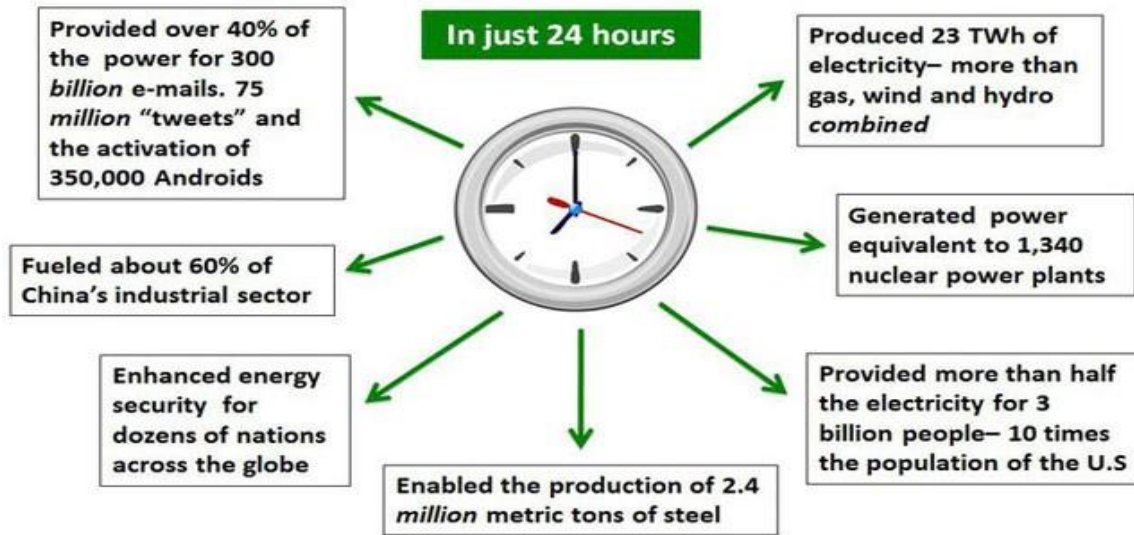 In just 24 hours
Provided over 40% of
the power for 300
billion e-mails. 75
million “tweets” and
the activation of
350,000 Androids
Produced 23 TWh of
electricity– more than
gas, wind and hydro
combined
Fueled about 60% of
China’s industrial sector
Generated power
equivalent to 1,340
nuclear power plants
Enhanced energy
security for
dozens of nations
across the globe
Enabled the production of 2.4
million metric tons of steel
Provided more than half
the electricity for 3
billion people– 10 times
the population of the U.S